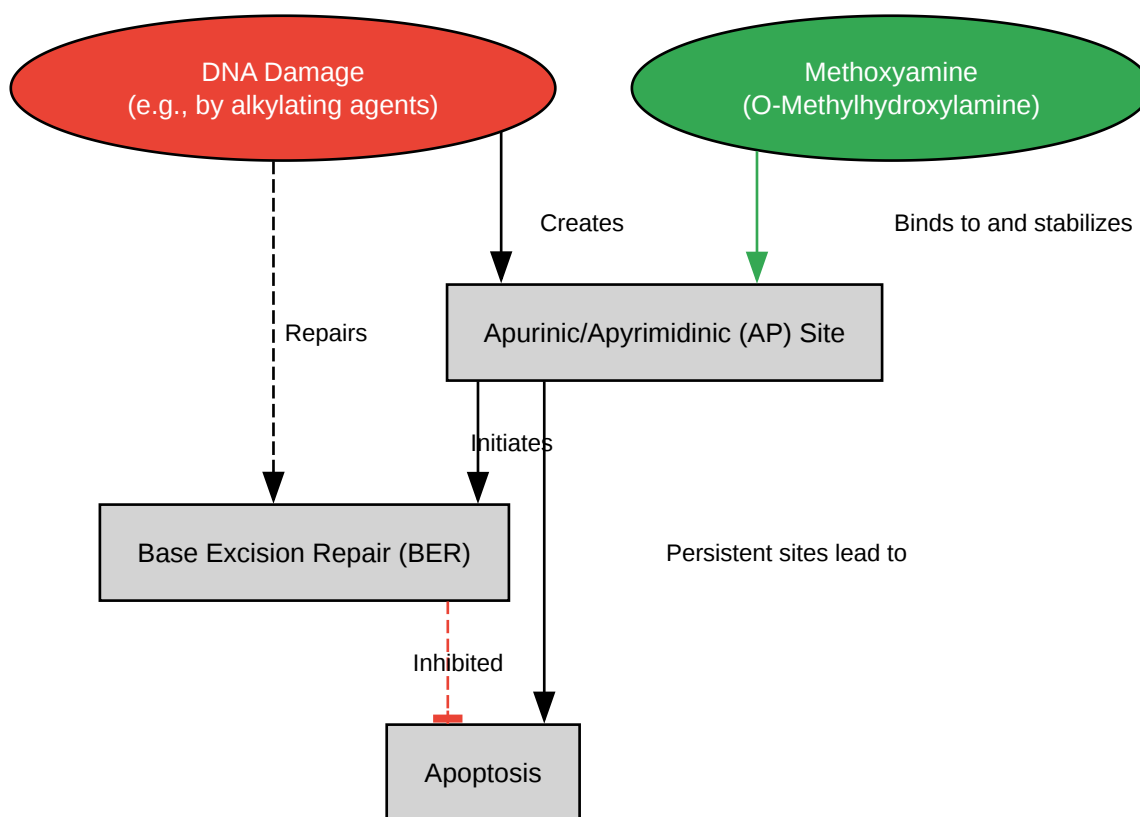 DNA Damage
(e.g., by alkylating agents)
Methoxyamine
(O-Methylhydroxylamine)
Creates
Binds to and stabilizes
Repairs
Apurinic/Apyrimidinic (AP) Site
Initiates
Base Excision Repair (BER)
Persistent sites lead to
Inhibited
Apoptosis